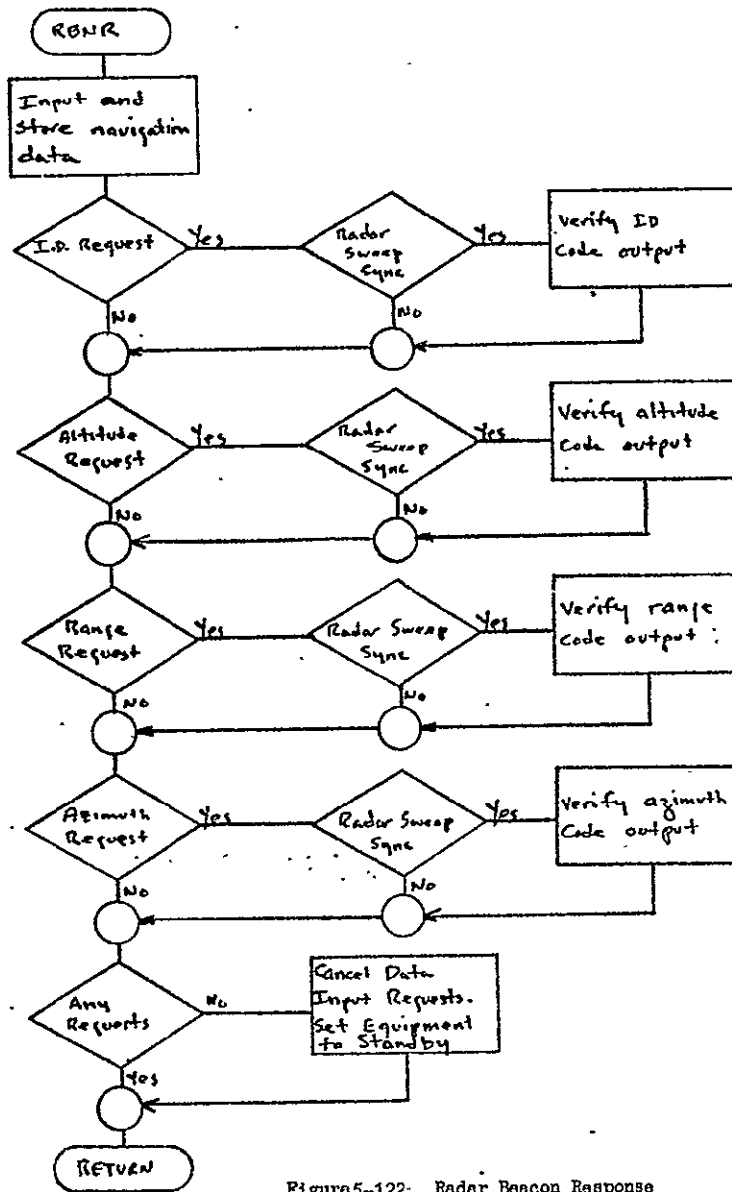 RBNR
Input and
store navigation
data
I.D. Request
Yes
Radar
Sweep
Sync
Yes
Verify ID
Code output
No
No
Altitude
Request
Yes
Radar
Sweep
Sync
Yes
Verify altitude
Code output
No
No
Range
Request
Yes
Radar Sweep
Sync
Yes
Verify range
Code output
No
No
Azimuth
Request
Yes
Radar Sweep
Sync
Yes
Verify azimuth
Code output
No
No
Any
Requests
No
Cancel Data
Input Requests.
Set Equipment
to Standby
Yes
RETURN
Figure 5-122. Radar Beacon Response